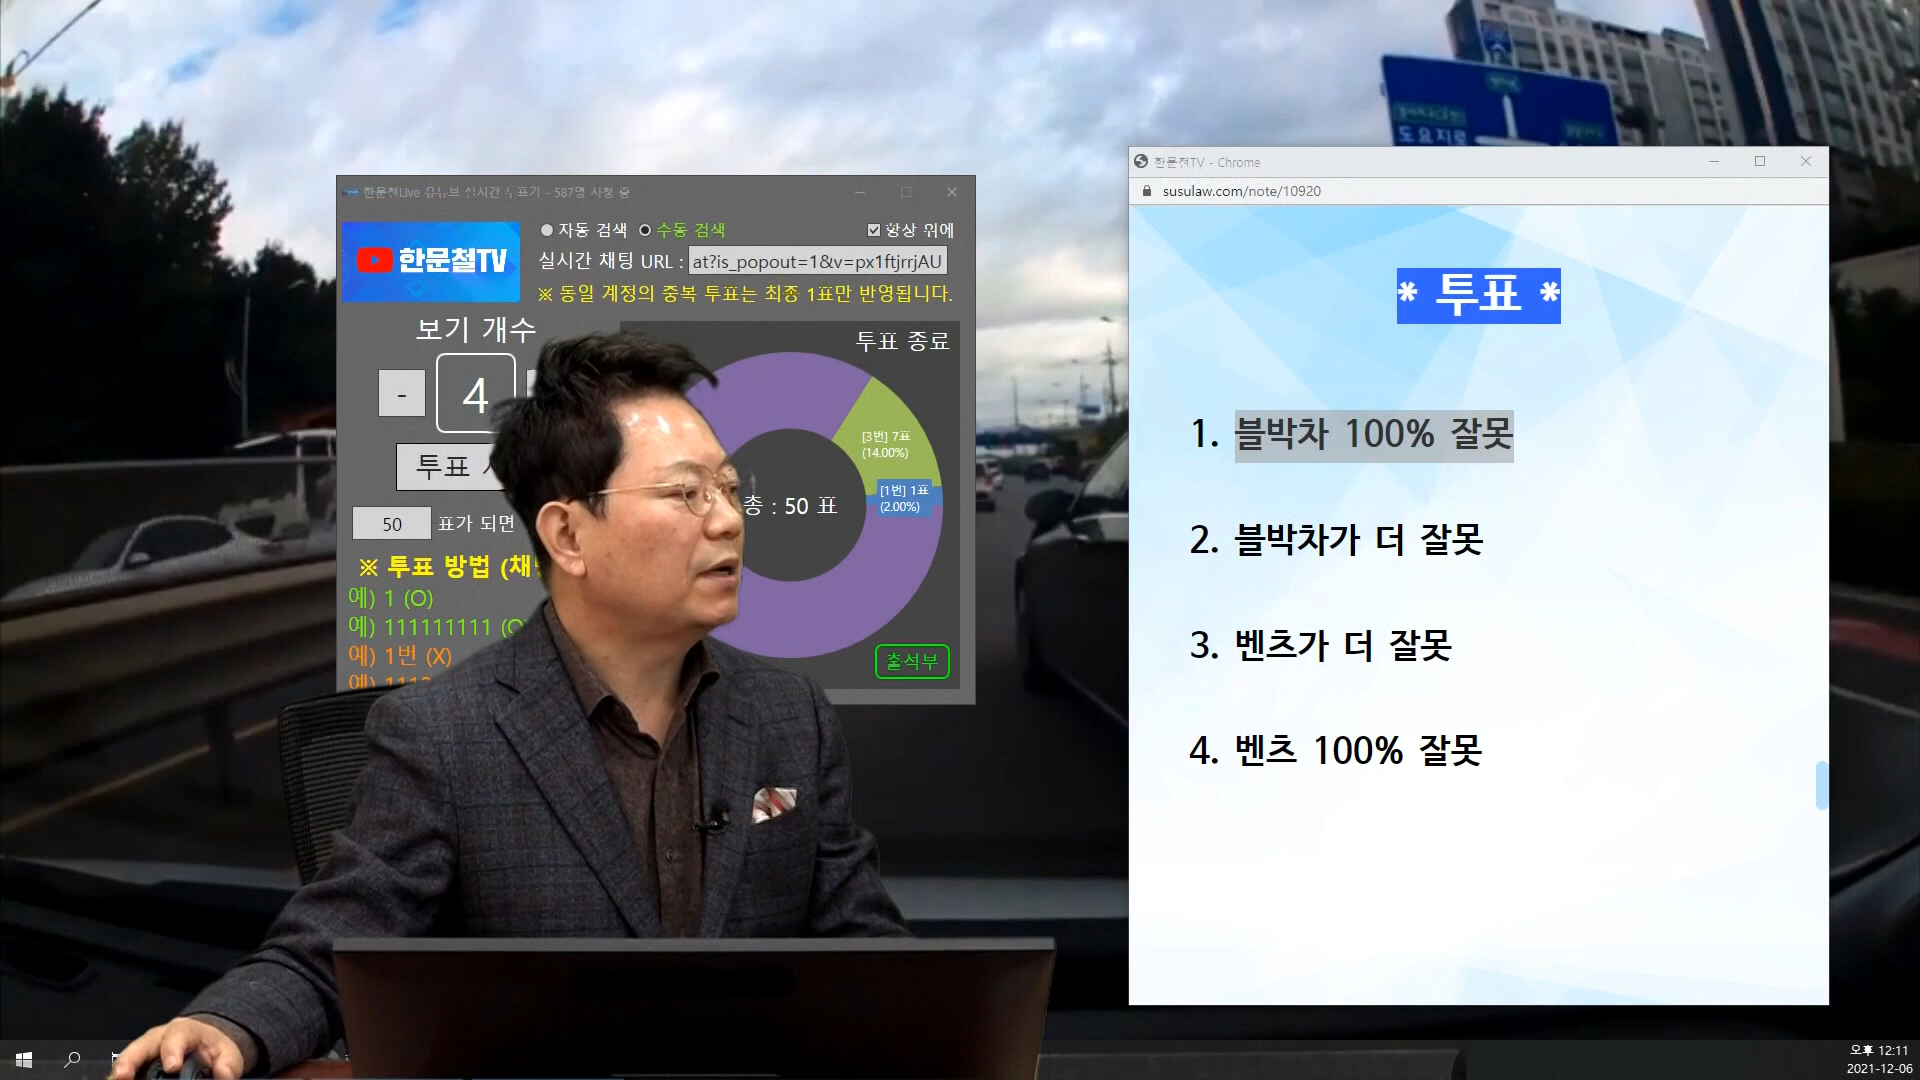 도요지로
한문철Live 유튜브 실시간 투표기 - 587명 시청 중
한문철TV
자동 검색
수동 검색
항상 위에
실시간 채팅 URL :
at?is_popout=1&v=px1ftjrrjAU
※ 동일 계정의 중복 투표는 최종 1표만 반영됩니다.
보기 개수
-
4
투표
50
표가 되면
※ 투표 방법
예) 1 (O)
예) 111111111
예) 1번 (X)
투표 종료
[3번] 7표
(14.00%)
[1번] 1표
(2.00%)
총 : 50 표
출석부
한문철TV - Chrome
susulaw.com/note/10920
* 투표 *
1. 블박차 100% 잘못
2. 블박차가 더 잘못
3. 벤츠가 더 잘못
4. 벤츠 100% 잘못
오후 12:11
2021-12-06